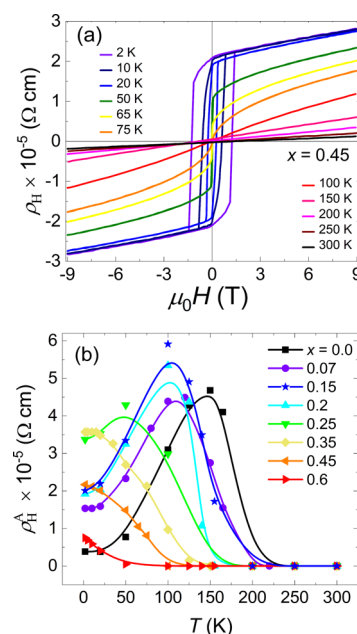 (a)
3
2
1
0
-1
-2
3
ρH × 10⁻⁵ (Ω cm)
2 K
10 K
20 K
50 K
65 K
75 K
x = 0.45
100 K
150 K
200 K
250 K
300 K
-9 -6 -3 0 3 6 9
μ₀H (T)
(b)
7
6
5
4
3
2
1
0
ρᴬH × 10⁻⁵ (Ω cm)
x = 0.0
0.07
0.15
0.2
0.25
0.35
0.45
0.6
0 50 100 150 200 250 300
T (K)